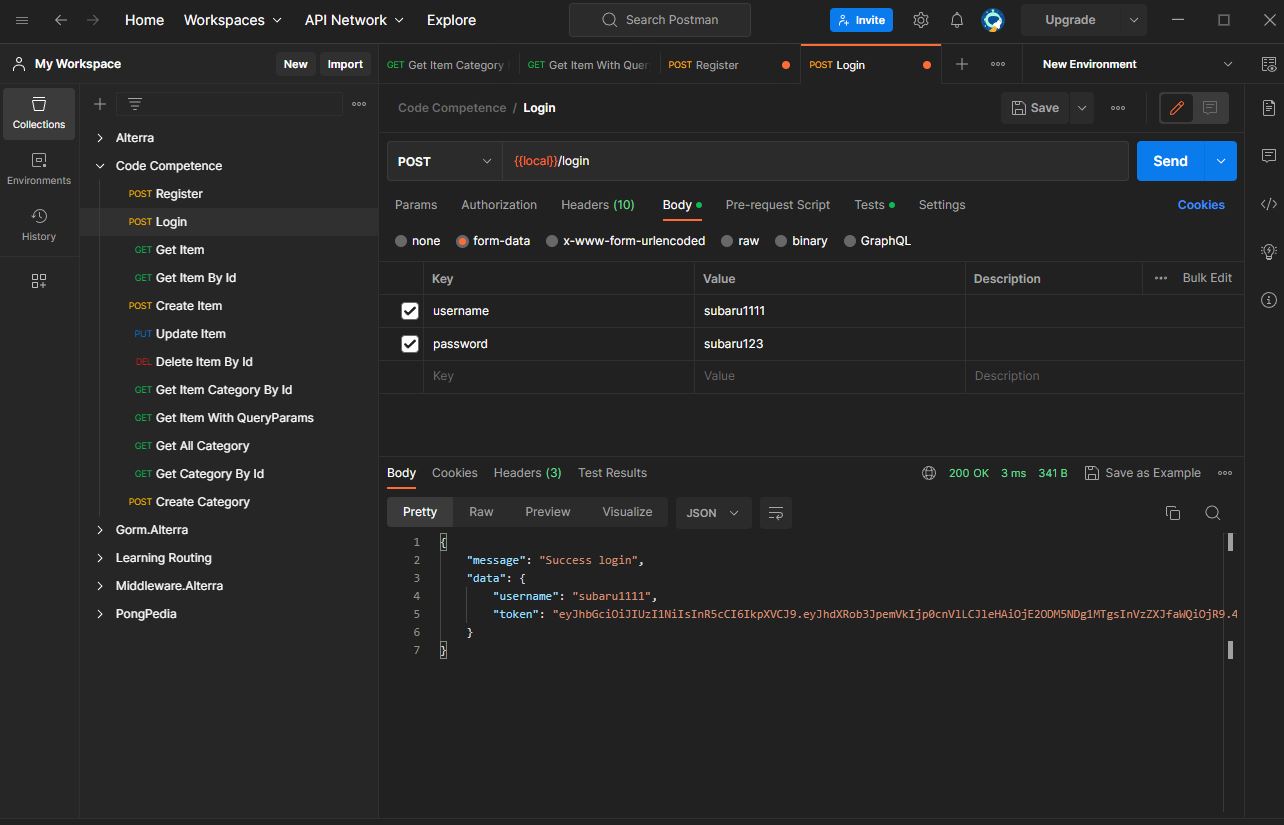 Home Workspaces API Network Explore Search Postman Invite Upgrade
My Workspace New Import
GET Get Item Category GET Get Item With Quer POST Register POST Login New Environment
Collections
Environments
History
Alterra
Code Competence
POST Register
POST Login
GET Get Item
GET Get Item By Id
POST Create Item
PUT Update Item
DEL Delete Item By Id
GET Get Item Category By Id
GET Get Item With QueryParams
GET Get All Category
GET Get Category By Id
POST Create Category
Gorm.Alterra
Learning Routing
Middleware.Alterra
PongPedia
Code Competence / Login Save
POST {{local}}/login Send
Params Authorization Headers (10) Body Pre-request Script Tests Settings Cookies
none form-data x-www-form-urlencoded raw binary GraphQL
Key Value Description Bulk Edit
username subaru1111
password subaru123
Key Value Description
Body Cookies Headers (3) Test Results 200 OK 3 ms 341 B Save as Example
Pretty Raw Preview Visualize JSON
1 {
2 "message": "Success login",
3 "data": {
4 "username": "subaru1111",
5 "token": "eyJhbGciOiJIUzI1NiIsInR5cCI6IkpXVCJ9.eyJhdXRob3JpemVkIjp0cnVlLCJleHAiOjE2ODM5NDg1MTgsInVzZXJfaWQiOjR9.4
6 }
7 }